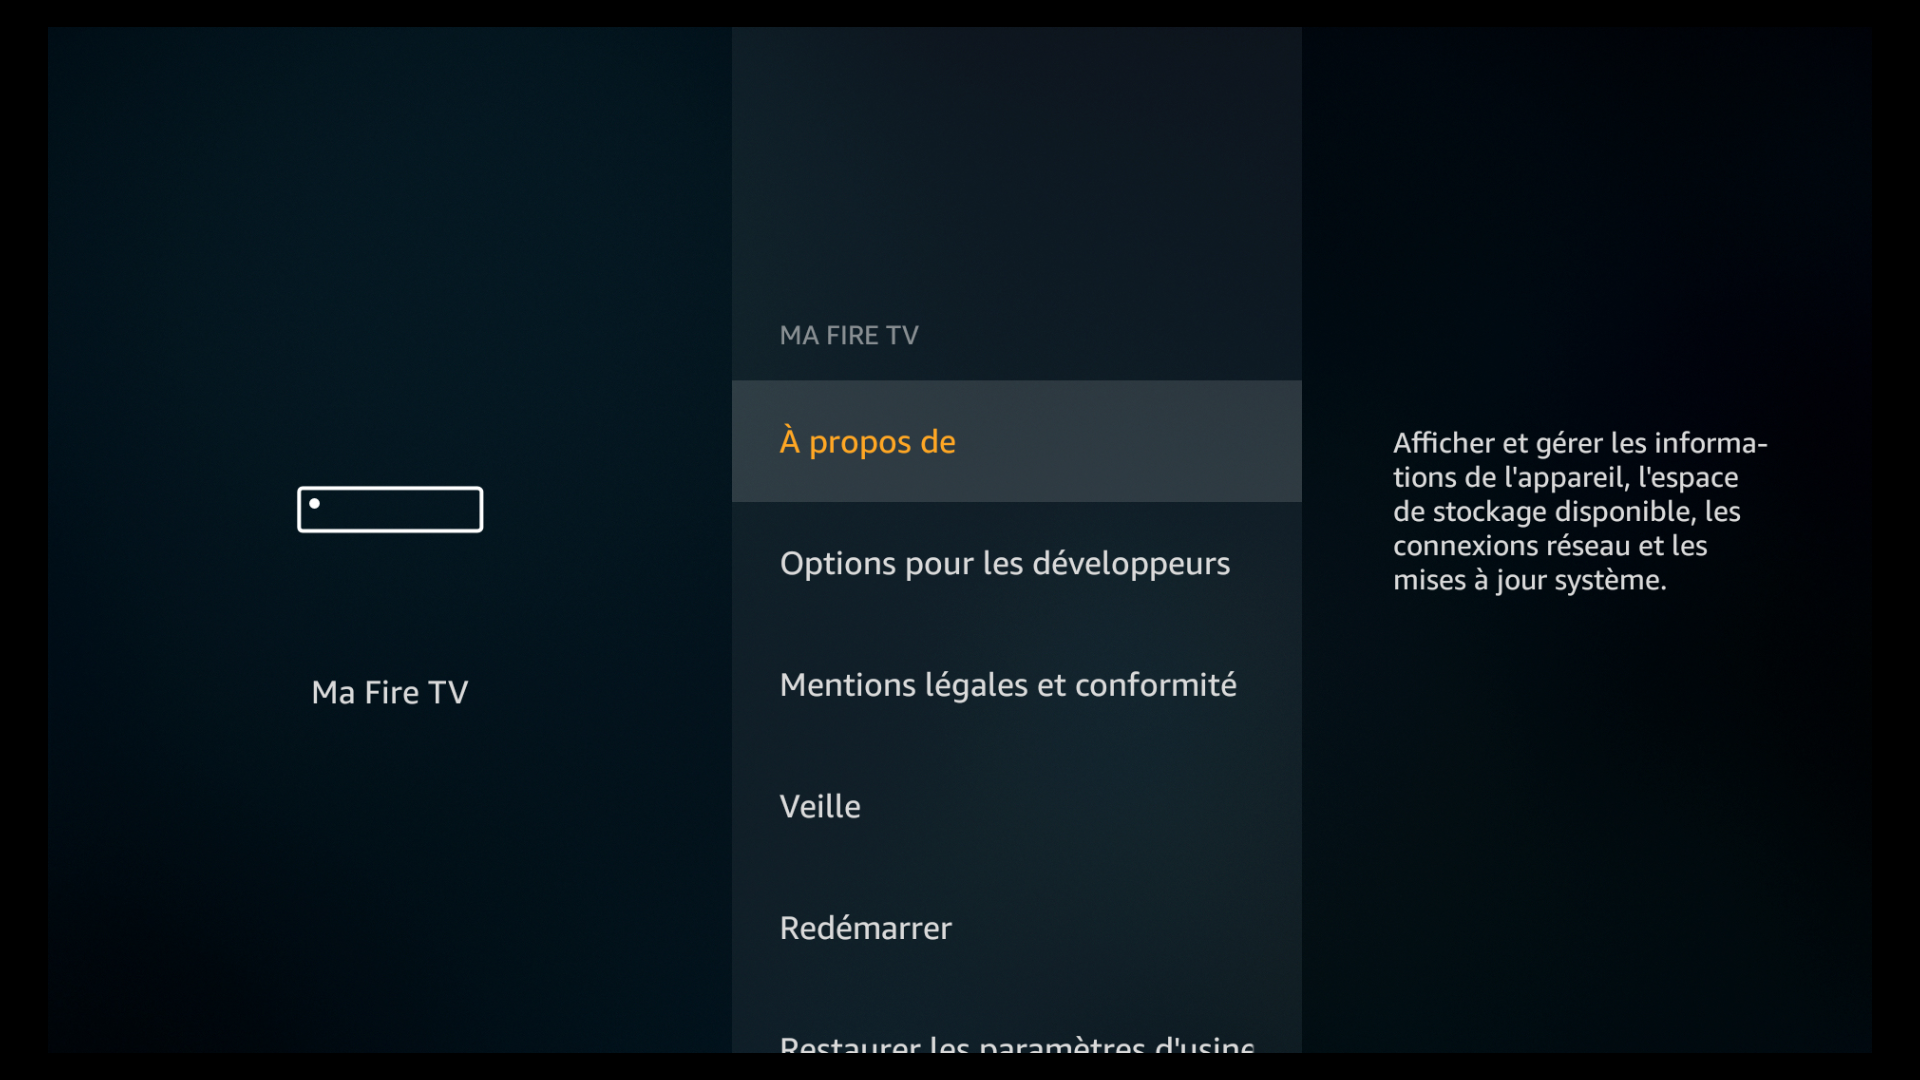 Ma Fire TV
MA FIRE TV
À propos de
Options pour les développeurs
Mentions légales et conformité
Veille
Redémarrer
Restaurer les paramètres d'usine
Afficher et gérer les informa-
tions de l'appareil, l'espace
de stockage disponible, les
connexions réseau et les
mises à jour système.